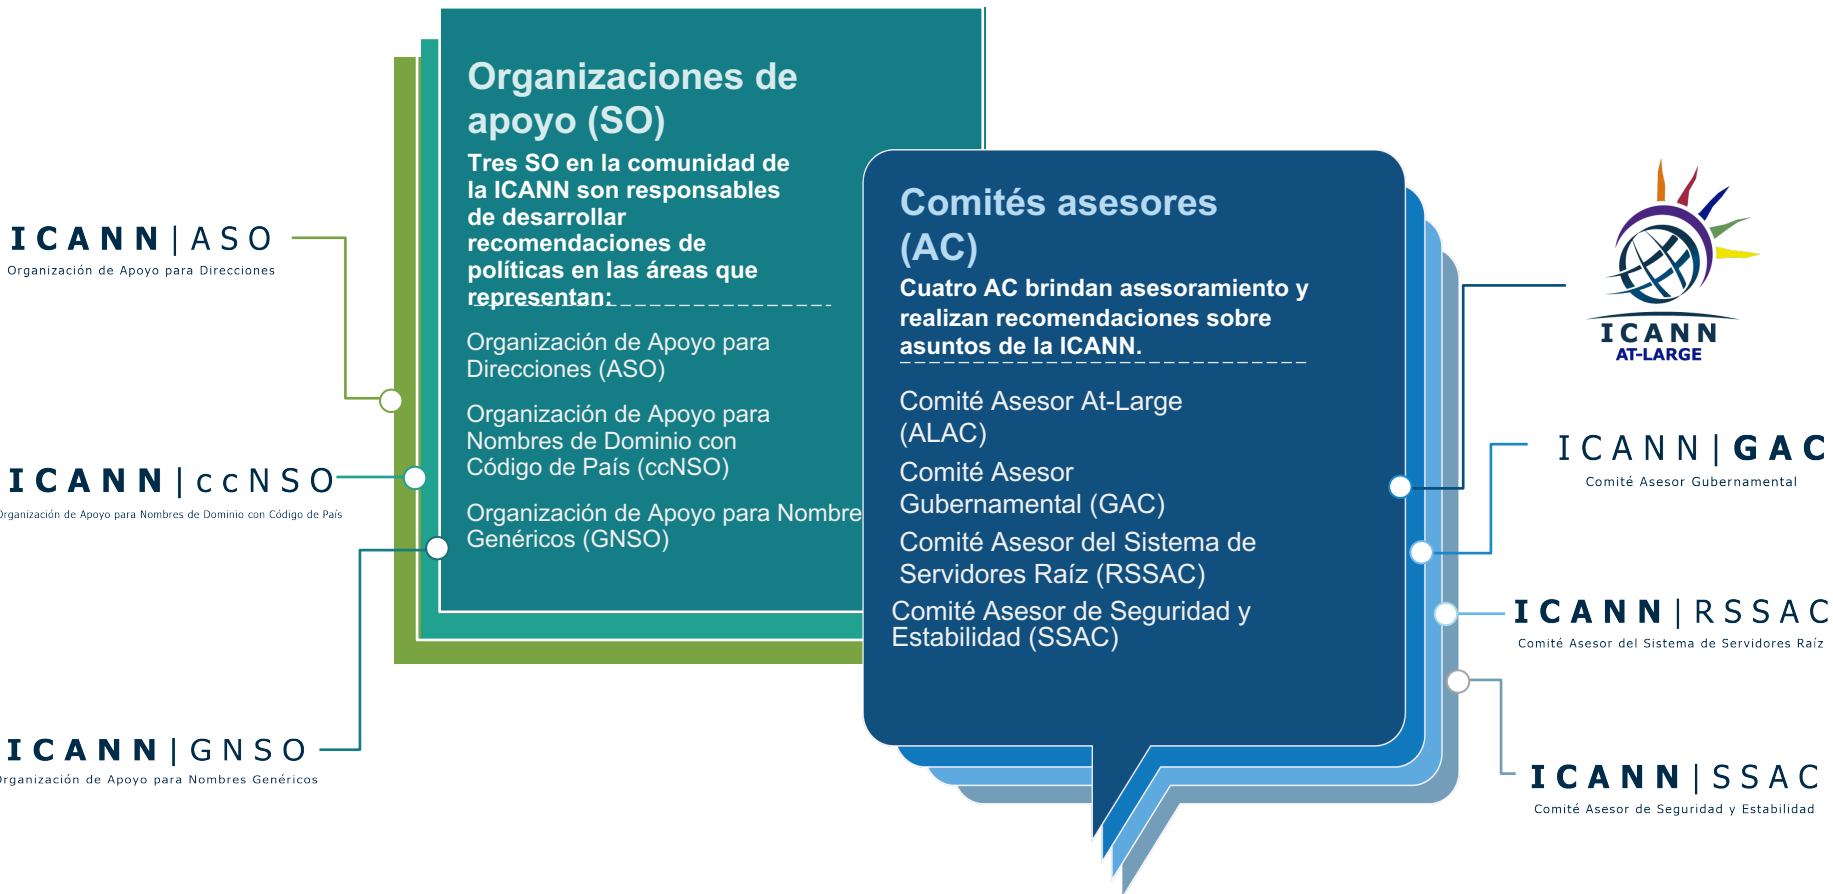 ICANN|ASO
Organización de Apoyo para Direcciones
ICANN|ccNSO
Organización de Apoyo para Nombres de Dominio con Código de País
ICANN|GNSO
Organización de Apoyo para Nombres Genéricos
Organizaciones de
apoyo (SO)
Tres SO en la comunidad de
la ICANN son responsables
de desarrollar
recomendaciones de
políticas en las áreas que
representan:
Organización de Apoyo para
Direcciones (ASO)
Organización de Apoyo para
Nombres de Dominio con
Código de País (ccNSO)
Organización de Apoyo para Nombre
Genéricos (GNSO)
Comités asesores
(AC)
Cuatro AC brindan asesoramiento y
realizan recomendaciones sobre
asuntos de la ICANN.
Comité Asesor At-Large
(ALAC)
Comité Asesor
Gubernamental (GAC)
Comité Asesor del Sistema de
Servidores Raíz (RSSAC)
Comité Asesor de Seguridad y
Estabilidad (SSAC)
ICANN
AT-LARGE
ICANN|GAC
Comité Asesor Gubernamental
ICANN|RSSAC
Comité Asesor del Sistema de Servidores Raíz
ICANN|SSAC
Comité Asesor de Seguridad y Estabilidad